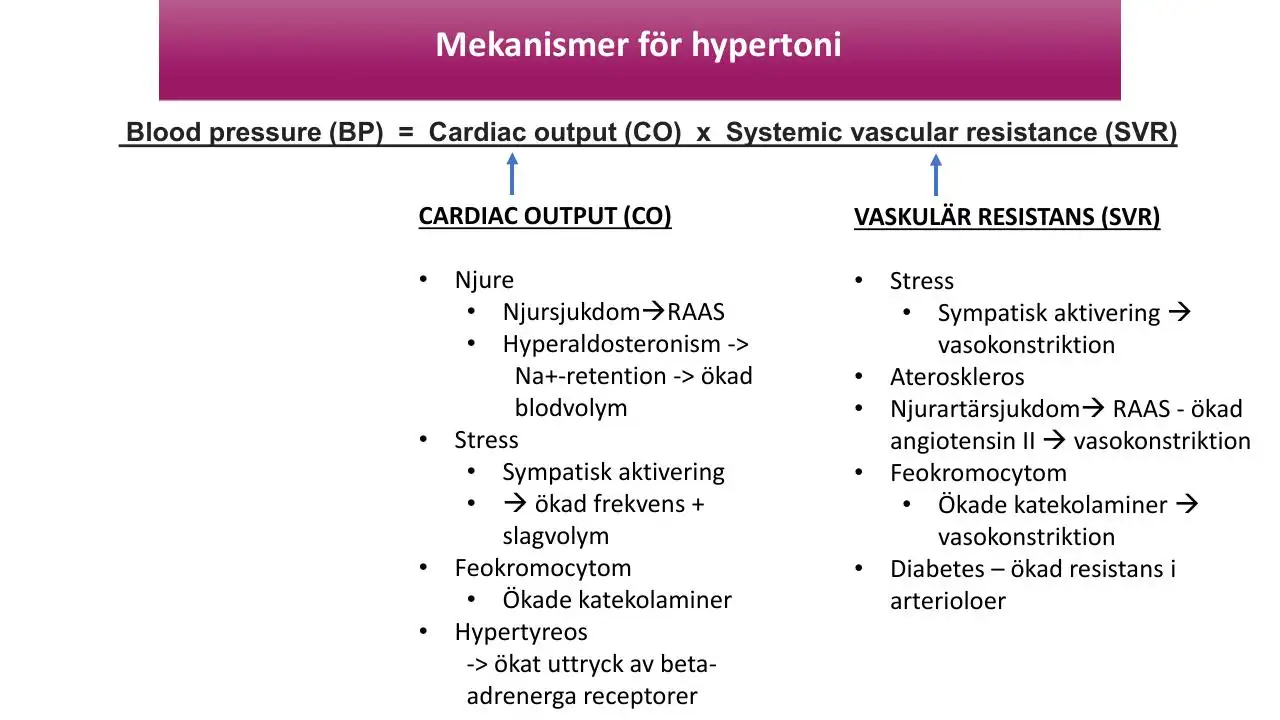 Mekanismer för hypertoni
Blood pressure (BP) = Cardiac output (CO) x Systemic vascular resistance (SVR)
CARDIAC OUTPUT (CO)
• Njure
• Njursjukdom→RAAS
• Hyperaldosteronism ->
Na+-retention -> ökad
blodvolym
• Stress
• Sympatisk aktivering
• → ökad frekvens +
slagvolym
• Feokromocytom
• Ökade katekolaminer
• Hypertyreos
-> ökat uttryck av beta-
adrenerga receptorer
VASKULÄR RESISTANS (SVR)
• Stress
• Sympatisk aktivering →
vasokonstriktion
• Ateroskleros
• Njurartärsjukdom→ RAAS - ökad
angiotensin II → vasokonstriktion
• Feokromocytom
• Ökade katekolaminer →
vasokonstriktion
• Diabetes – ökad resistans i
arterioloer